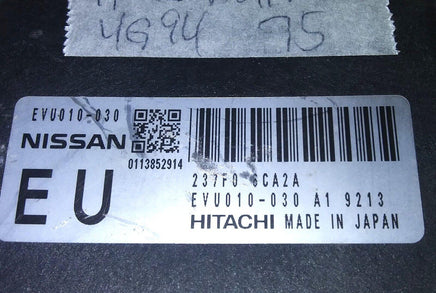 4G94 75
EVU010-030
NISSAN
0113852914
EU
237F0 6CA2A
EVU010-030 A1 9213
HITACHI MADE IN JAPAN